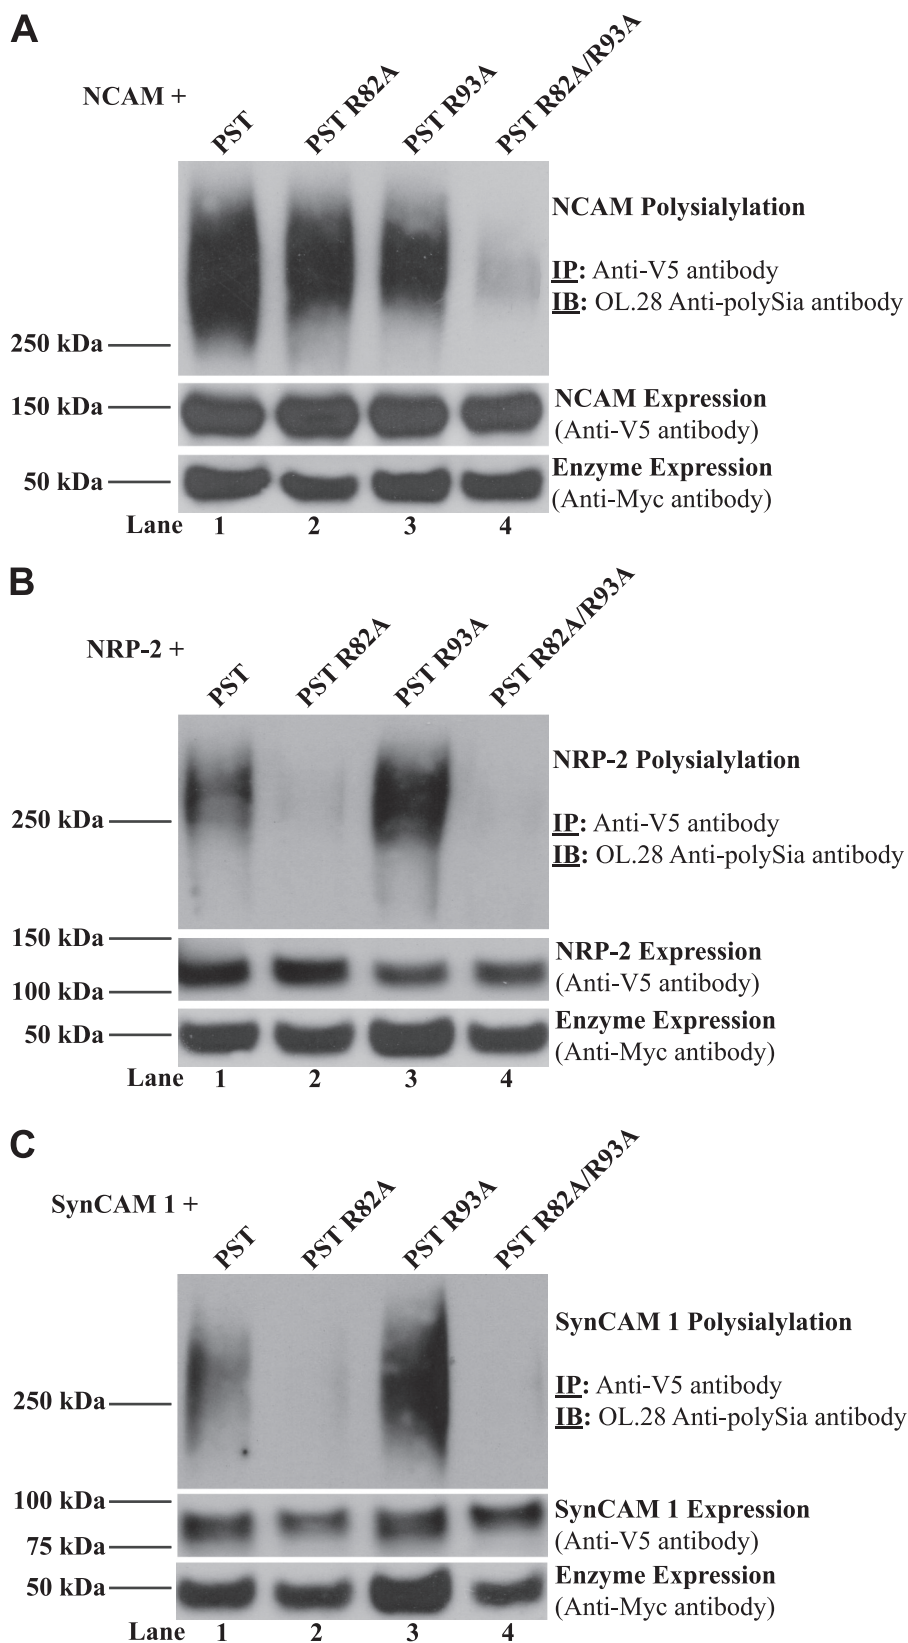 A
NCAM +
PST
PST R82A
PST R93A
PST R82A/R93A
NCAM Polysialylation
IP: Anti-V5 antibody
IB: OL.28 Anti-polySia antibody
250 kDa
150 kDa
NCAM Expression
(Anti-V5 antibody)
50 kDa
Enzyme Expression
(Anti-Myc antibody)
Lane 1 2 3 4
B
NRP-2 +
PST
PST R82A
PST R93A
PST R82A/R93A
NRP-2 Polysialylation
IP: Anti-V5 antibody
IB: OL.28 Anti-polySia antibody
250 kDa
150 kDa
NRP-2 Expression
(Anti-V5 antibody)
100 kDa
50 kDa
Enzyme Expression
(Anti-Myc antibody)
Lane 1 2 3 4
C
SynCAM 1 +
PST
PST R82A
PST R93A
PST R82A/R93A
SynCAM 1 Polysialylation
IP: Anti-V5 antibody
IB: OL.28 Anti-polySia antibody
250 kDa
100 kDa
SynCAM 1 Expression
(Anti-V5 antibody)
75 kDa
50 kDa
Enzyme Expression
(Anti-Myc antibody)
Lane 1 2 3 4